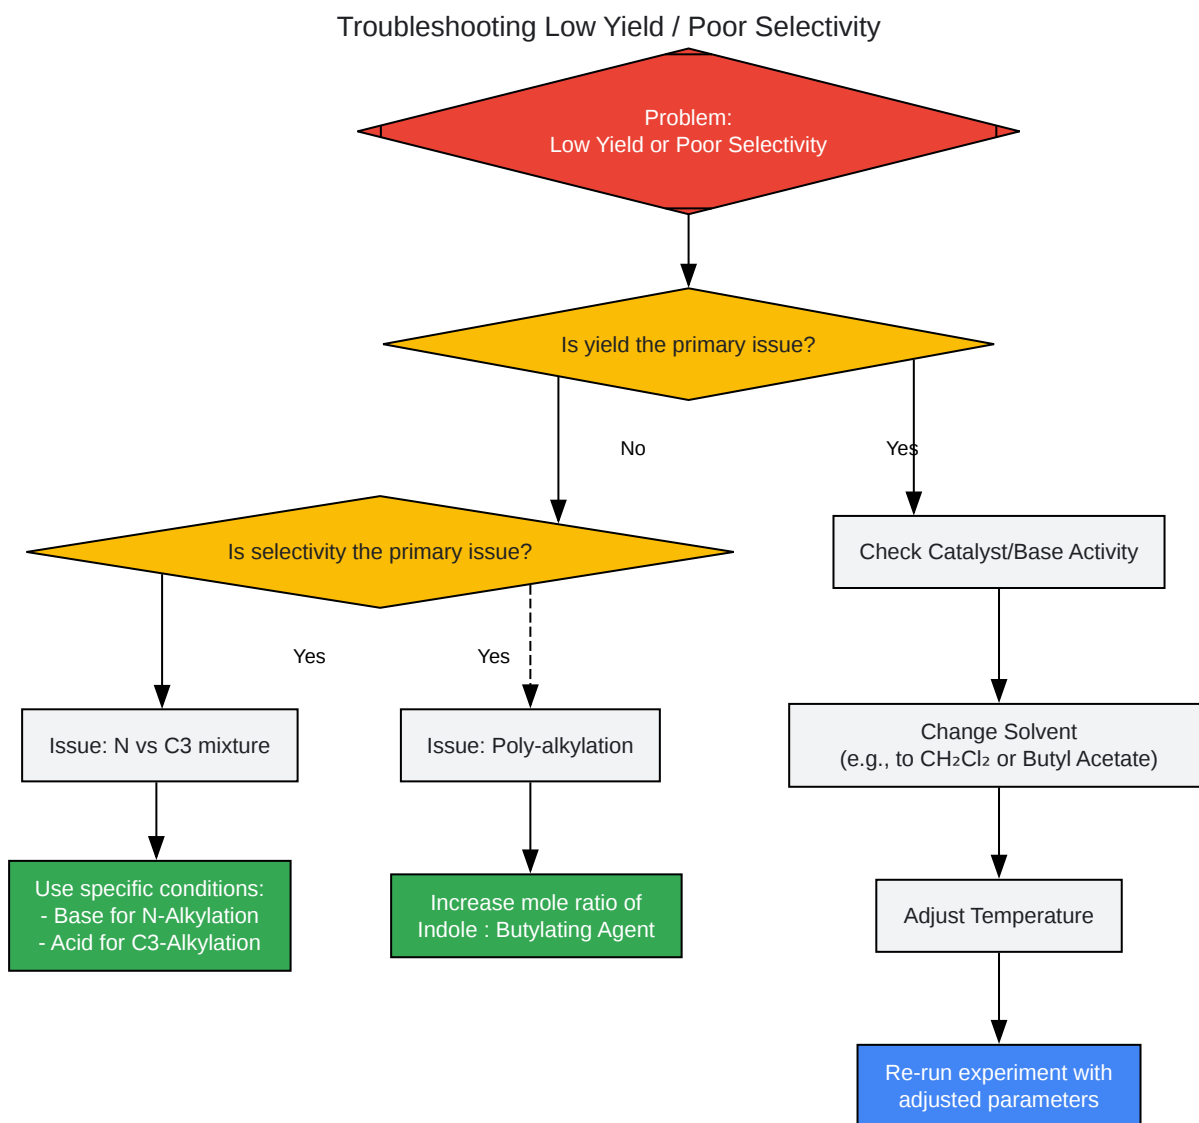 Troubleshooting Low Yield / Poor Selectivity
Problem:
Low Yield or Poor Selectivity
Is yield the primary issue?
No
Yes
Is selectivity the primary issue?
Check Catalyst/Base Activity
Yes
Yes
Issue: N vs C3 mixture
Issue: Poly-alkylation
Change Solvent
(e.g., to CH₂Cl₂ or Butyl Acetate)
Use specific conditions:
- Base for N-Alkylation
- Acid for C3-Alkylation
Increase mole ratio of
Indole : Butylating Agent
Adjust Temperature
Re-run experiment with
adjusted parameters